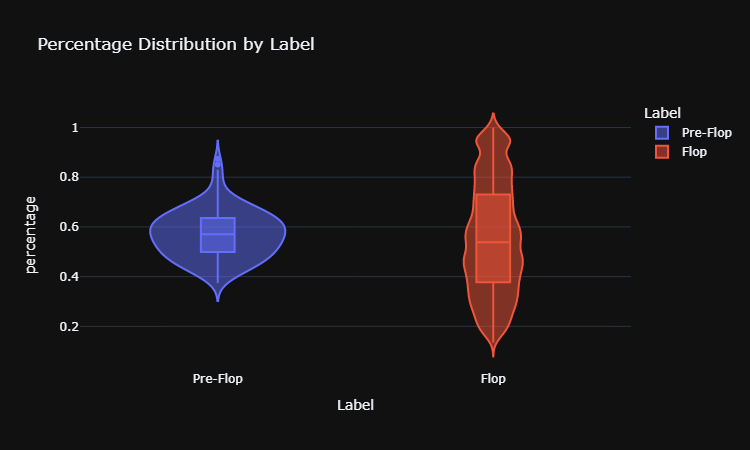 Percentage Distribution by Label
Label
Pre-Flop
Flop
percentage
1
0.8
0.6
0.4
0.2
Pre-Flop
Flop
Label